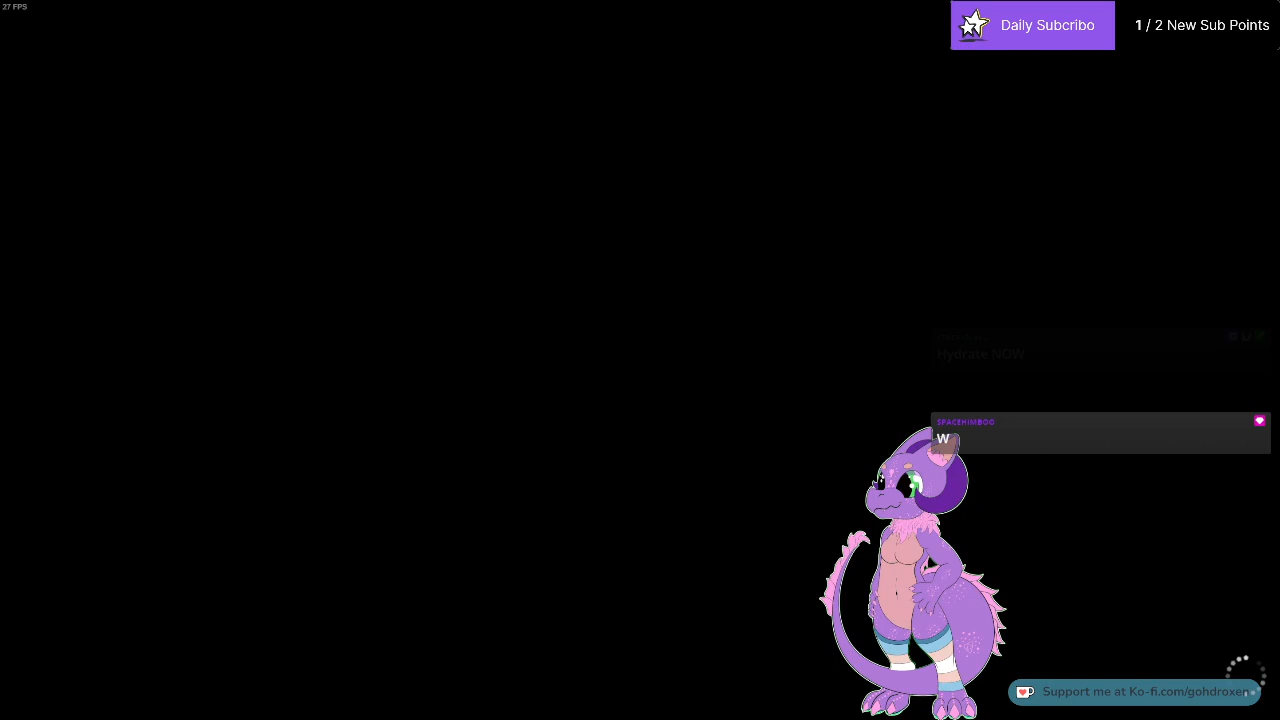 27 FPS
Daily Subcribo
1 / 2 New Sub Points
Hydrate NOW
SPACEHIMBOO
W
Support me at Ko-fi.com/gohdroxen